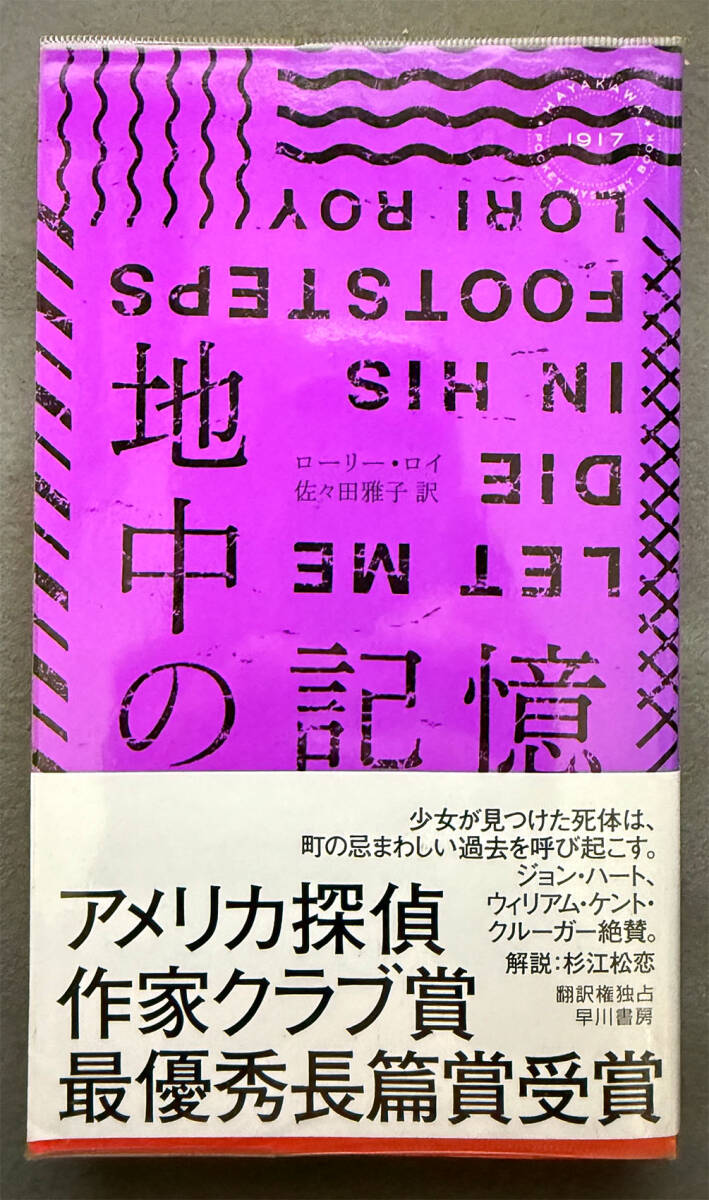 HAYAKAWA
1917
POCKET MYSTERY BOOK
LORI ROY
FOOTSTEPS
IN HIS
DIE
LET ME
地中の記憶
ローリー・ロイ
佐々田雅子 訳
少女が見つけた死体は、
町の忌まわしい過去を呼び起こす。
ジョン・ハート、
ウィリアム・ケント・
クルーガー絶賛。
解説：杉江松恋
翻訳権独占
早川書房
アメリカ探偵
作家クラブ賞
最優秀長篇賞受賞